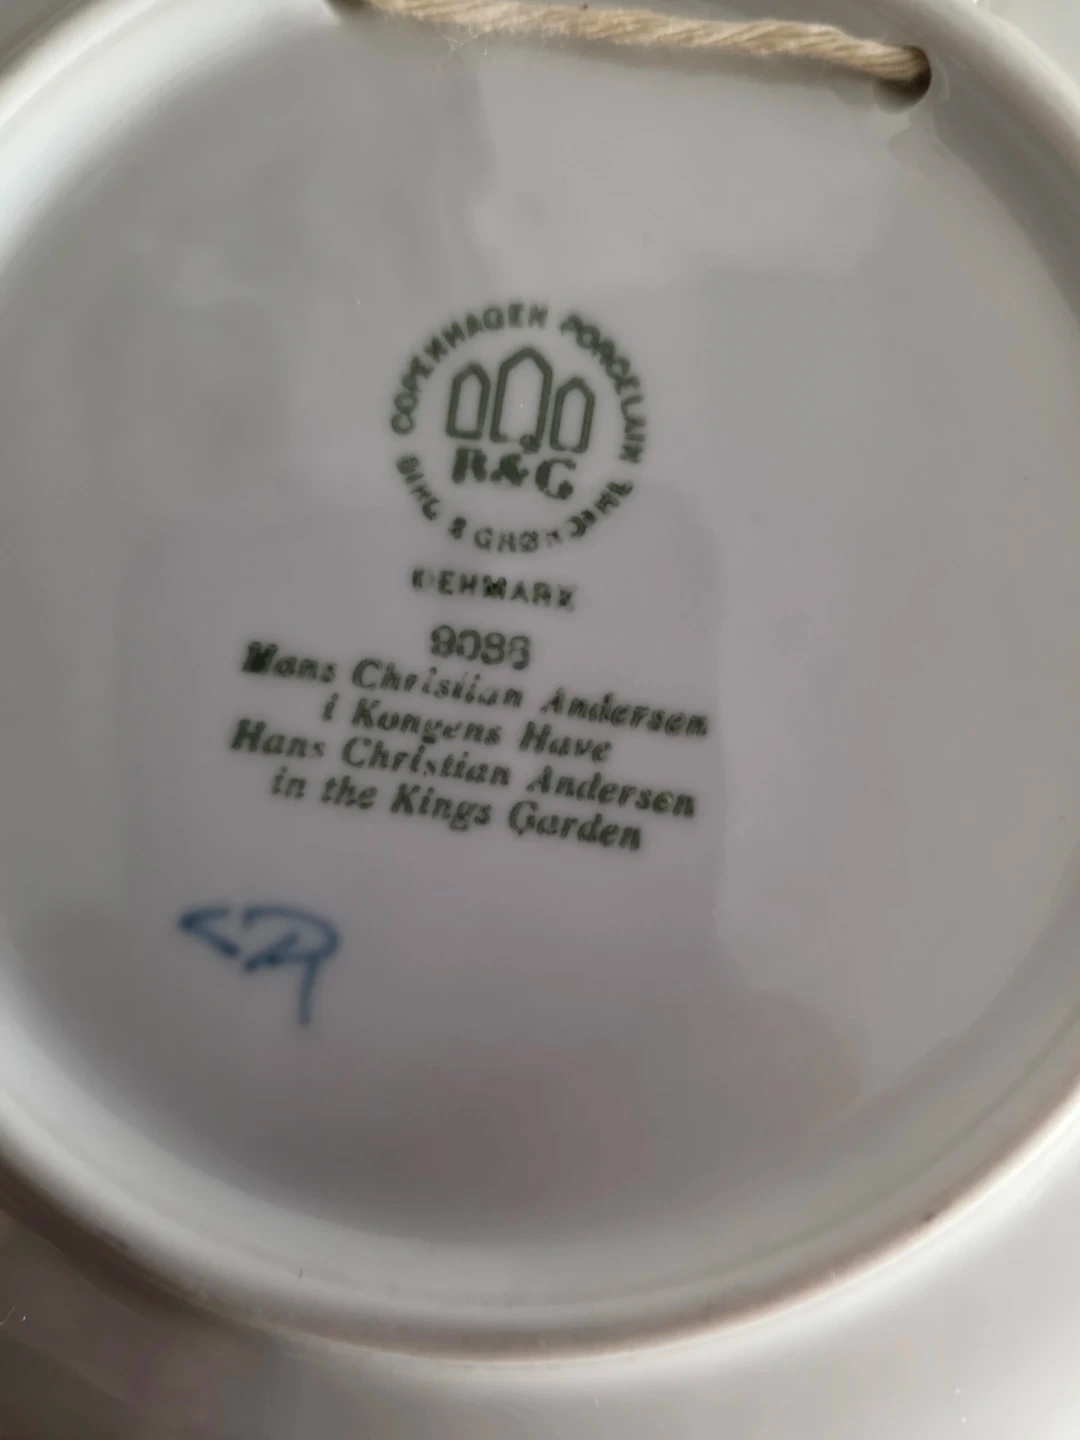 COPENHAGEN PORCELAIN
B&G
BING & GRØNDAHL
DENMARK
9086
Hans Christian Andersen
i Kongens Have
Hans Christian Andersen
in the Kings Garden